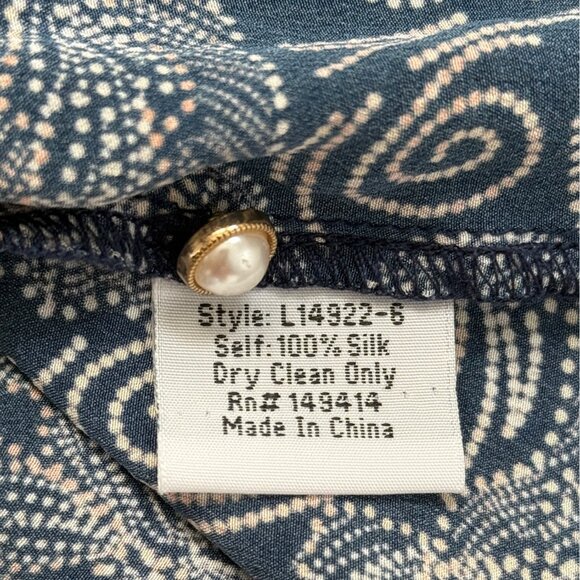 Style: L14922-6
Self: 100% Silk
Dry Clean Only
Rn# 149414
Made In China